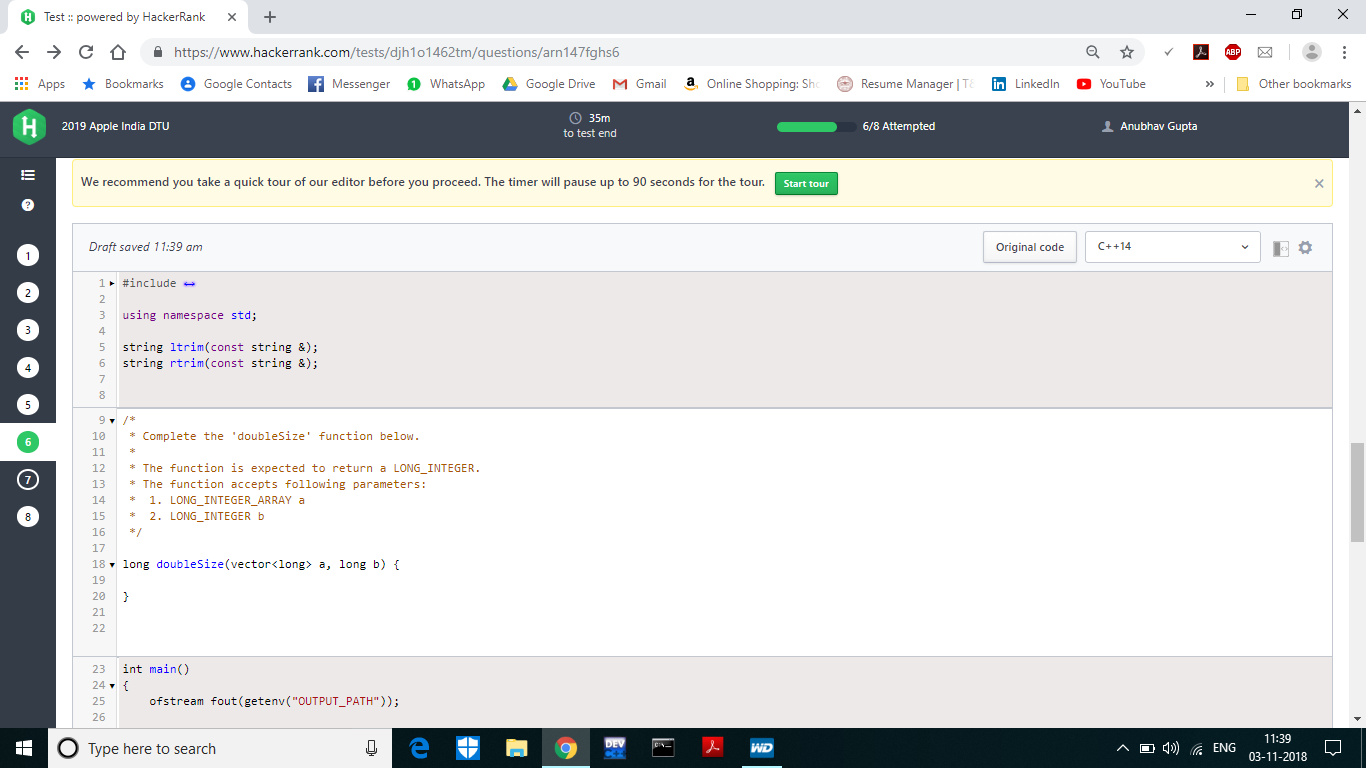 Test :: powered by HackerRank
https://www.hackerrank.com/tests/djh1o1462tm/questions/arn147fghs6
ABP
Apps Bookmarks Google Contacts Messenger 1 WhatsApp Google Drive Gmail Online Shopping: Sho Resume Manager | T& LinkedIn YouTube » Other bookmarks
2019 Apple India DTU
35m
to test end
6/8 Attempted
Anubhav Gupta
We recommend you take a quick tour of our editor before you proceed. The timer will pause up to 90 seconds for the tour. Start tour
?
1
2
3
4
5
6
7
8
Draft saved 11:39 am
Original code
C++14
1 #include
2
3 using namespace std;
4
5 string ltrim(const string &);
6 string rtrim(const string &);
7
8
9 /*
10 * Complete the 'doubleSize' function below.
11 *
12 * The function is expected to return a LONG_INTEGER.
13 * The function accepts following parameters:
14 * 1. LONG_INTEGER_ARRAY a
15 * 2. LONG_INTEGER b
16 */
17
18 long doubleSize(vector<long> a, long b) {
19
20 }
21
22
23 int main()
24 {
25 ofstream fout(getenv("OUTPUT_PATH"));
26
Type here to search
DEV
WD
ENG
11:39
03-11-2018